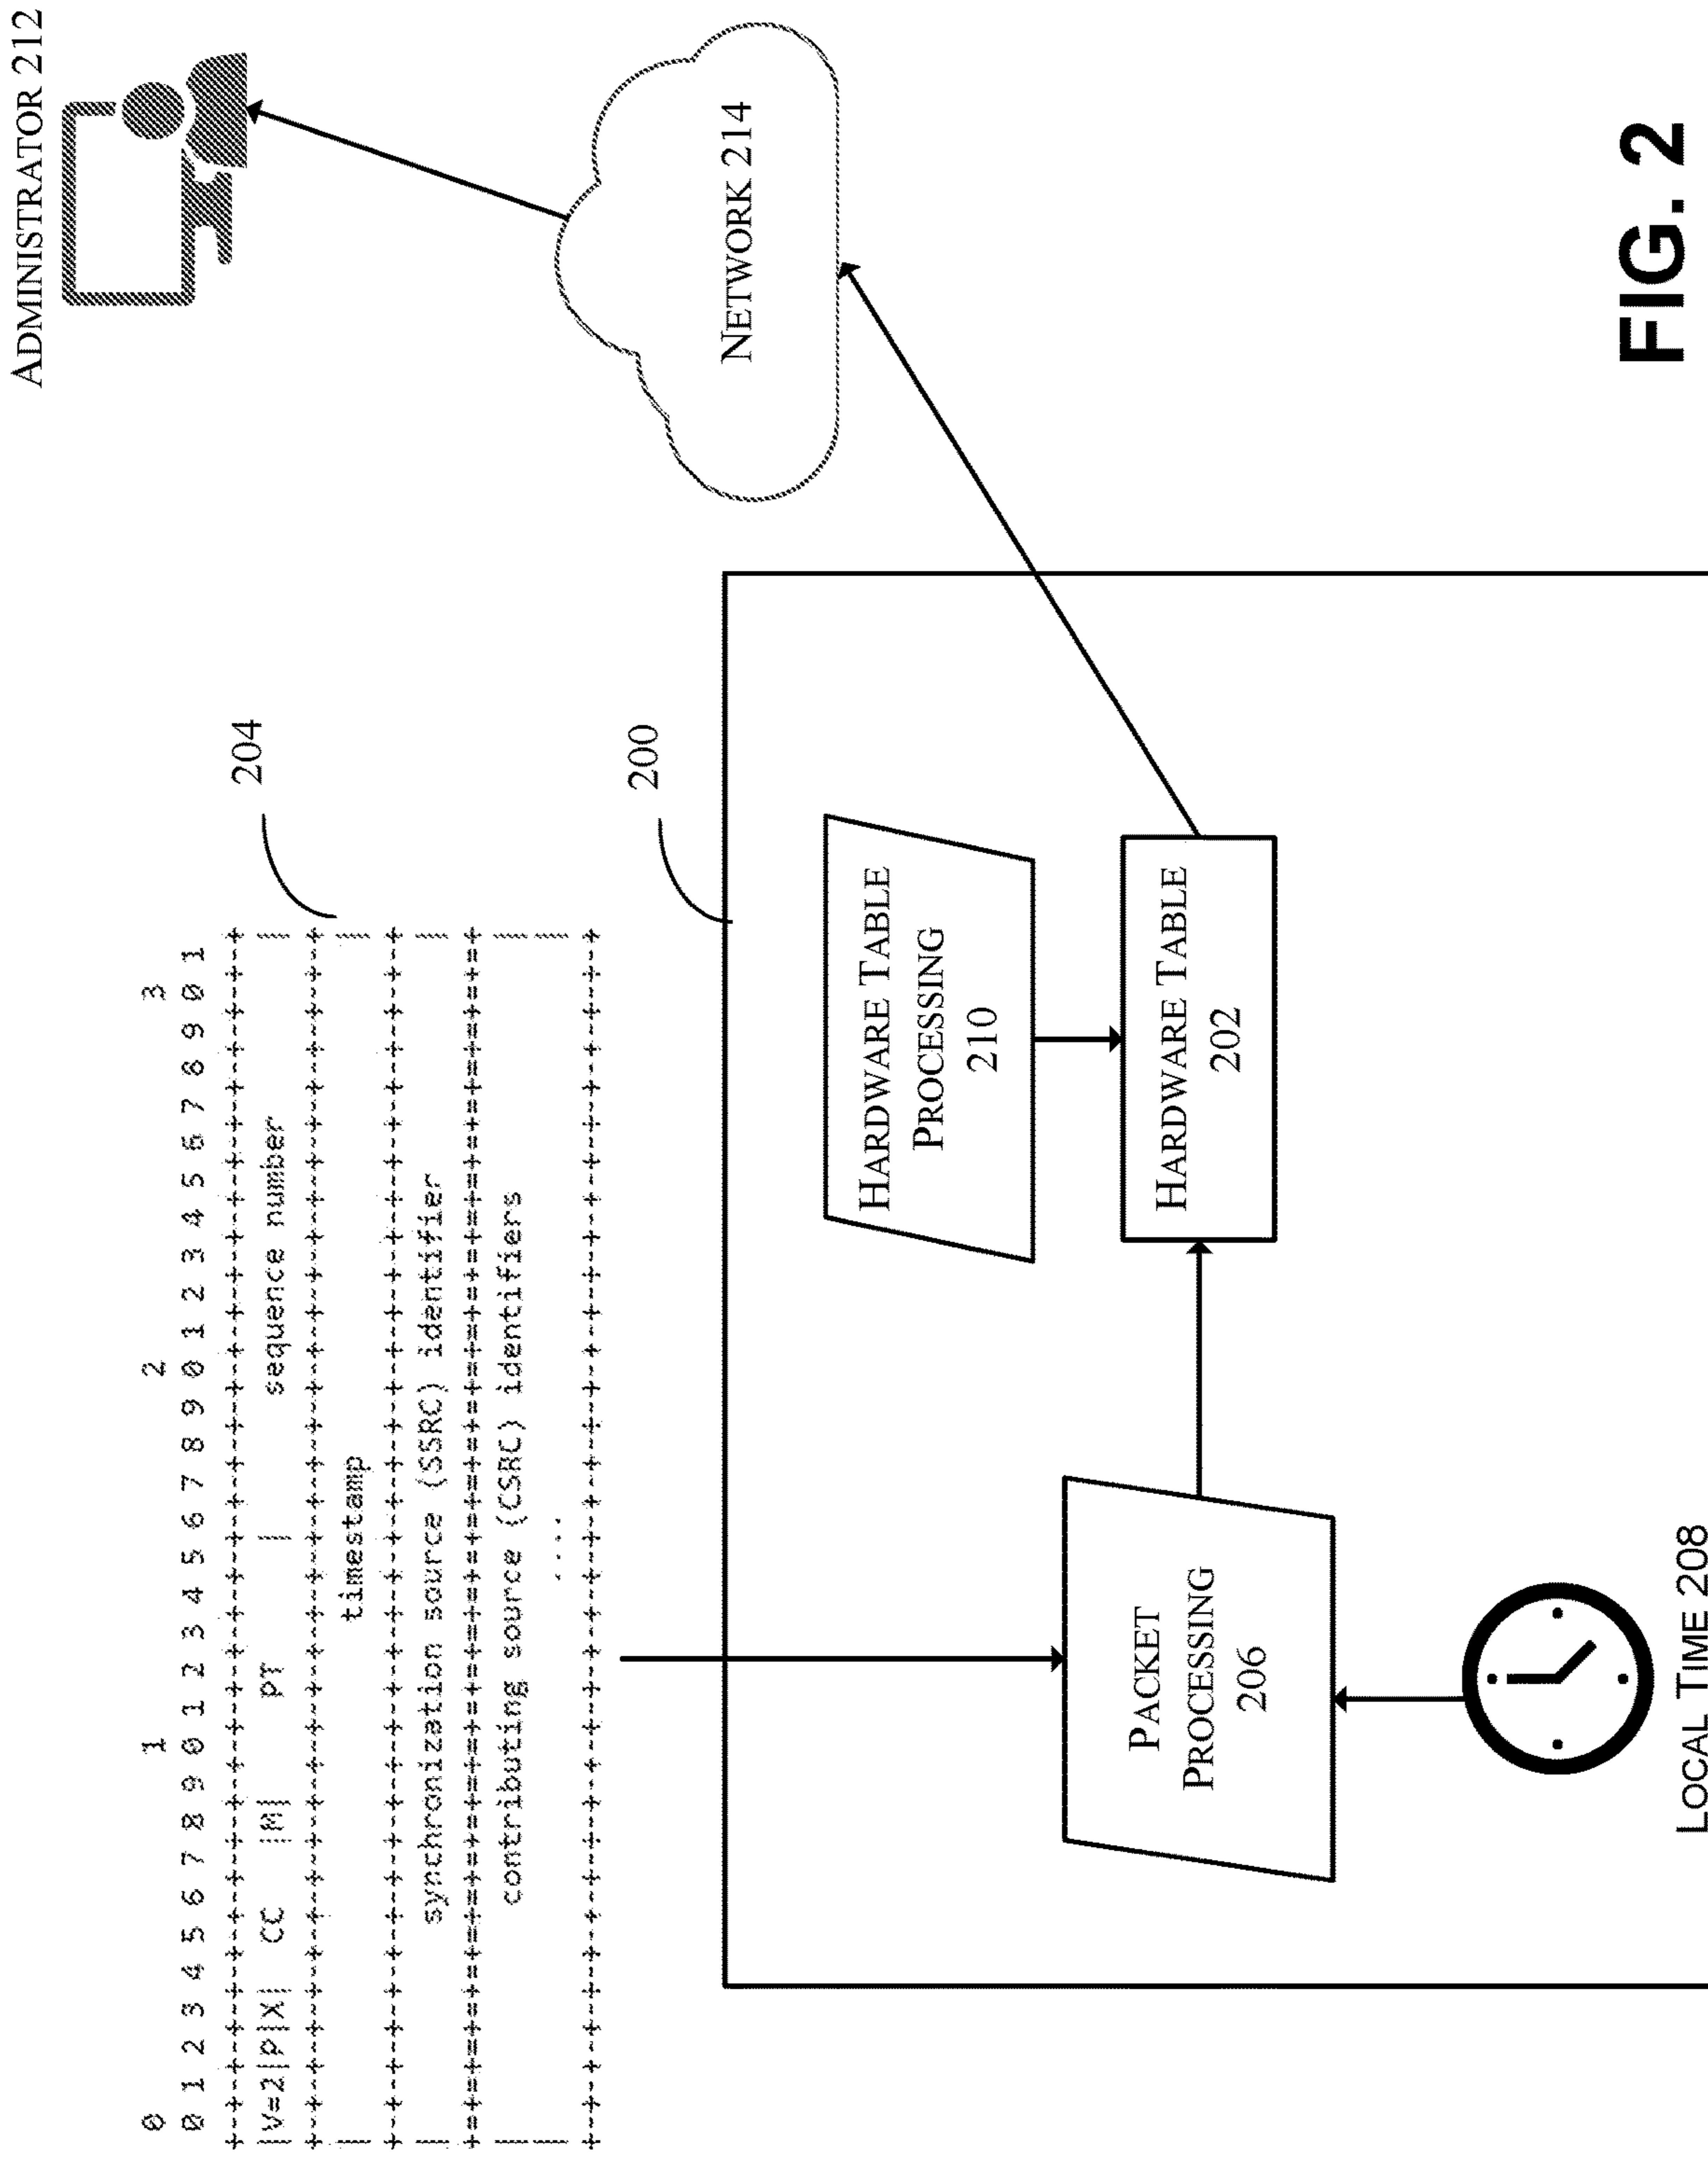 ADMINISTRATOR 212
0 1 2 3
0 1 2 3 4 5 6 7 8 9 0 1 2 3 4 5 6 7 8 9 0 1 2 3 4 5 6 7 8 9 0 1
+-+-+-+-+-+-+-+-+-+-+-+-+-+-+-+-+-+-+-+-+-+-+-+-+-+-+-+-+-+-+-+-+
|V=2|P|X| CC |M| PT | sequence number |
+-+-+-+-+-+-+-+-+-+-+-+-+-+-+-+-+-+-+-+-+-+-+-+-+-+-+-+-+-+-+-+-+
| timestamp |
+-+-+-+-+-+-+-+-+-+-+-+-+-+-+-+-+-+-+-+-+-+-+-+-+-+-+-+-+-+-+-+-+
| synchronization source (SSRC) identifier |
+=+=+=+=+=+=+=+=+=+=+=+=+=+=+=+=+=+=+=+=+=+=+=+=+=+=+=+=+=+=+=+=+
| contributing source (CSRC) identifiers |
| .... |
+-+-+-+-+-+-+-+-+-+-+-+-+-+-+-+-+-+-+-+-+-+-+-+-+-+-+-+-+-+-+-+-+
204
200
NETWORK 214
HARDWARE TABLE
PROCESSING
210
PACKET
PROCESSING
206
HARDWARE TABLE
202
LOCAL TIME 208
FIG. 2